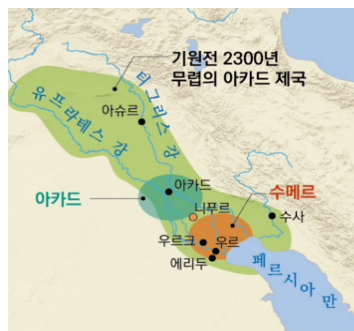 기원전 2300년
무렵의 아카드 제국
티그리스 강
유프라테스 강
아슈르
아카드
아카드
수메르
니푸르
수사
우르크
우르
에리두
페르시아 만